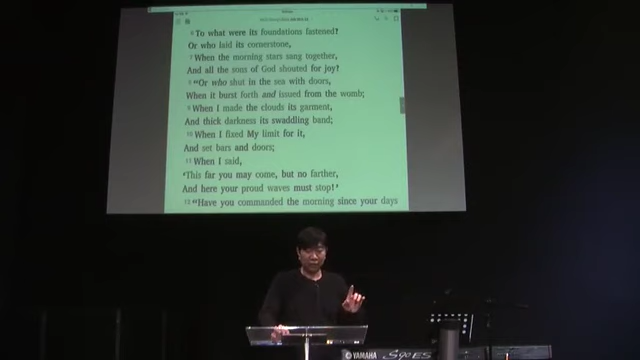 6 To what were its foundations fastened?
Or who laid its cornerstone,
7 When the morning stars sang together,
And all the sons of God shouted for joy?
8 "Or who shut in the sea with doors,
When it burst forth and issued from the womb;
9 When I made the clouds its garment,
And thick darkness its swaddling band;
10 When I fixed My limit for it,
And set bars and doors;
11 When I said,
'This far you may come, but no farther,
And here your proud waves must stop!'
12 "Have you commanded the morning since your days
YAMAHA S90 ES